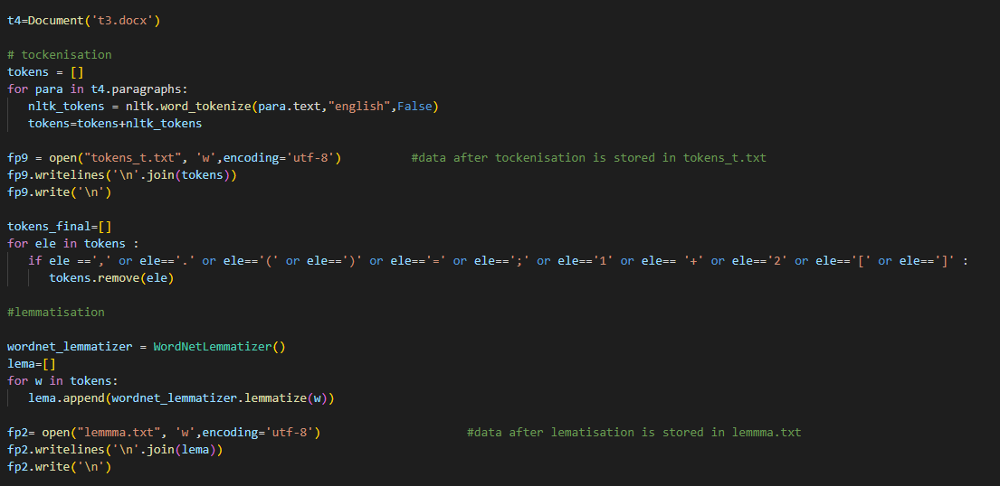 t4=Document('t3.docx')
# tockenisation
tokens = []
for para in t4.paragraphs:
nltk_tokens = nltk.word_tokenize(para.text,"english",False)
tokens=tokens+nltk_tokens
fp9 = open("tokens_t.txt", 'w',encoding='utf-8') #data after tockenisation is stored in tokens_t.txt
fp9.writelines('\n'.join(tokens))
fp9.write('\n')
tokens_final=[]
for ele in tokens :
if ele ==',' or ele=='.' or ele=='(' or ele==')' or ele=='=' or ele==';' or ele=='1' or ele== '+' or ele=='2' or ele=='[' or ele==']' :
tokens.remove(ele)
#lemmatisation
wordnet_lemmatizer = WordNetLemmatizer()
lema=[]
for w in tokens:
lema.append(wordnet_lemmatizer.lemmatize(w))
fp2= open("lemmma.txt", 'w',encoding='utf-8') #data after lematisation is stored in lemmma.txt
fp2.writelines('\n'.join(lema))
fp2.write('\n')